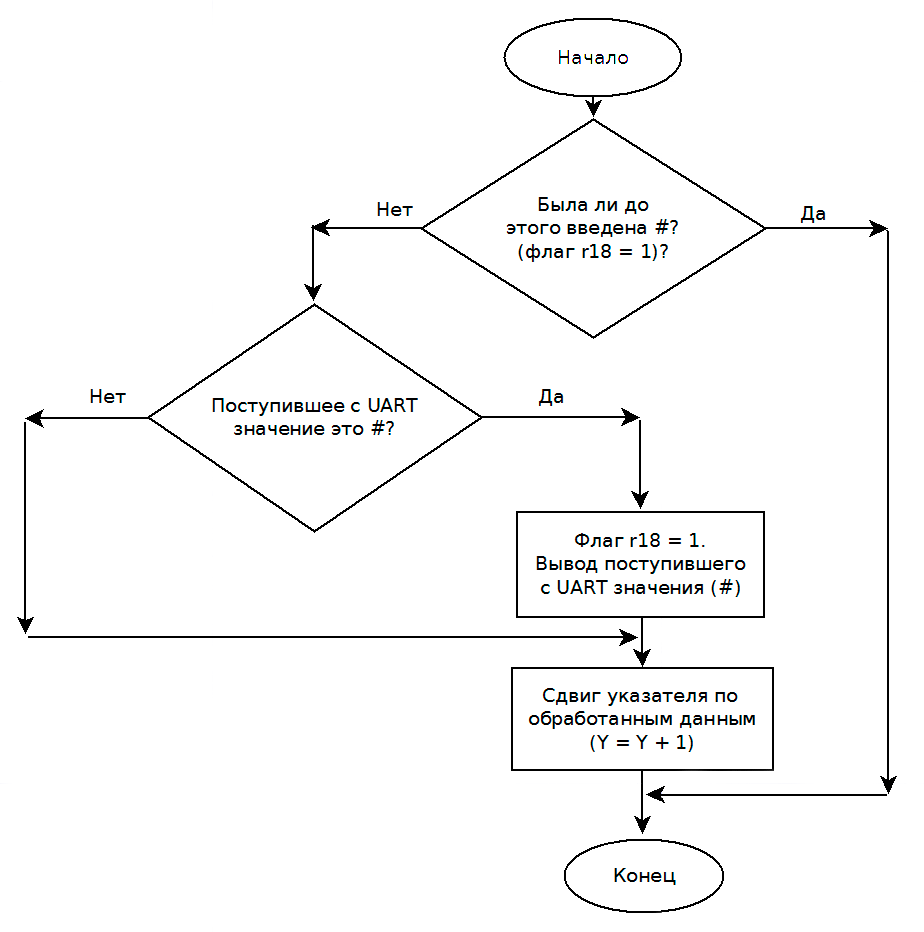 Начало
Была ли до
этого введена #?
(флаг r18 = 1)?
Нет
Да
Поступившее с UART
значение это #?
Нет
Да
Флаг r18 = 1.
Вывод поступившего
с UART значения (#)
Сдвиг указателя по
обработанным данным
(Y = Y + 1)
Конец